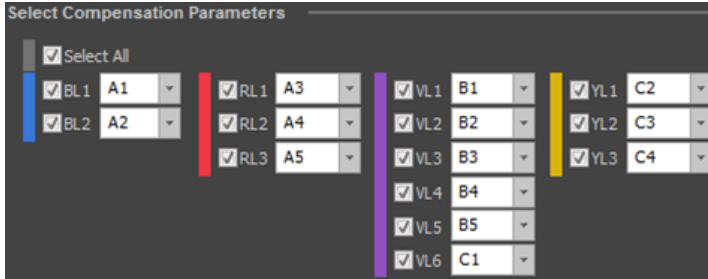 Select Compensation Parameters
Select All
BL1 A1 RL1 A3 VL1 B1 YL1 C2
BL2 A2 RL2 A4 VL2 B2 YL2 C3
RL3 A5 VL3 B3 YL3 C4
VL4 B4
VL5 B5
VL6 C1